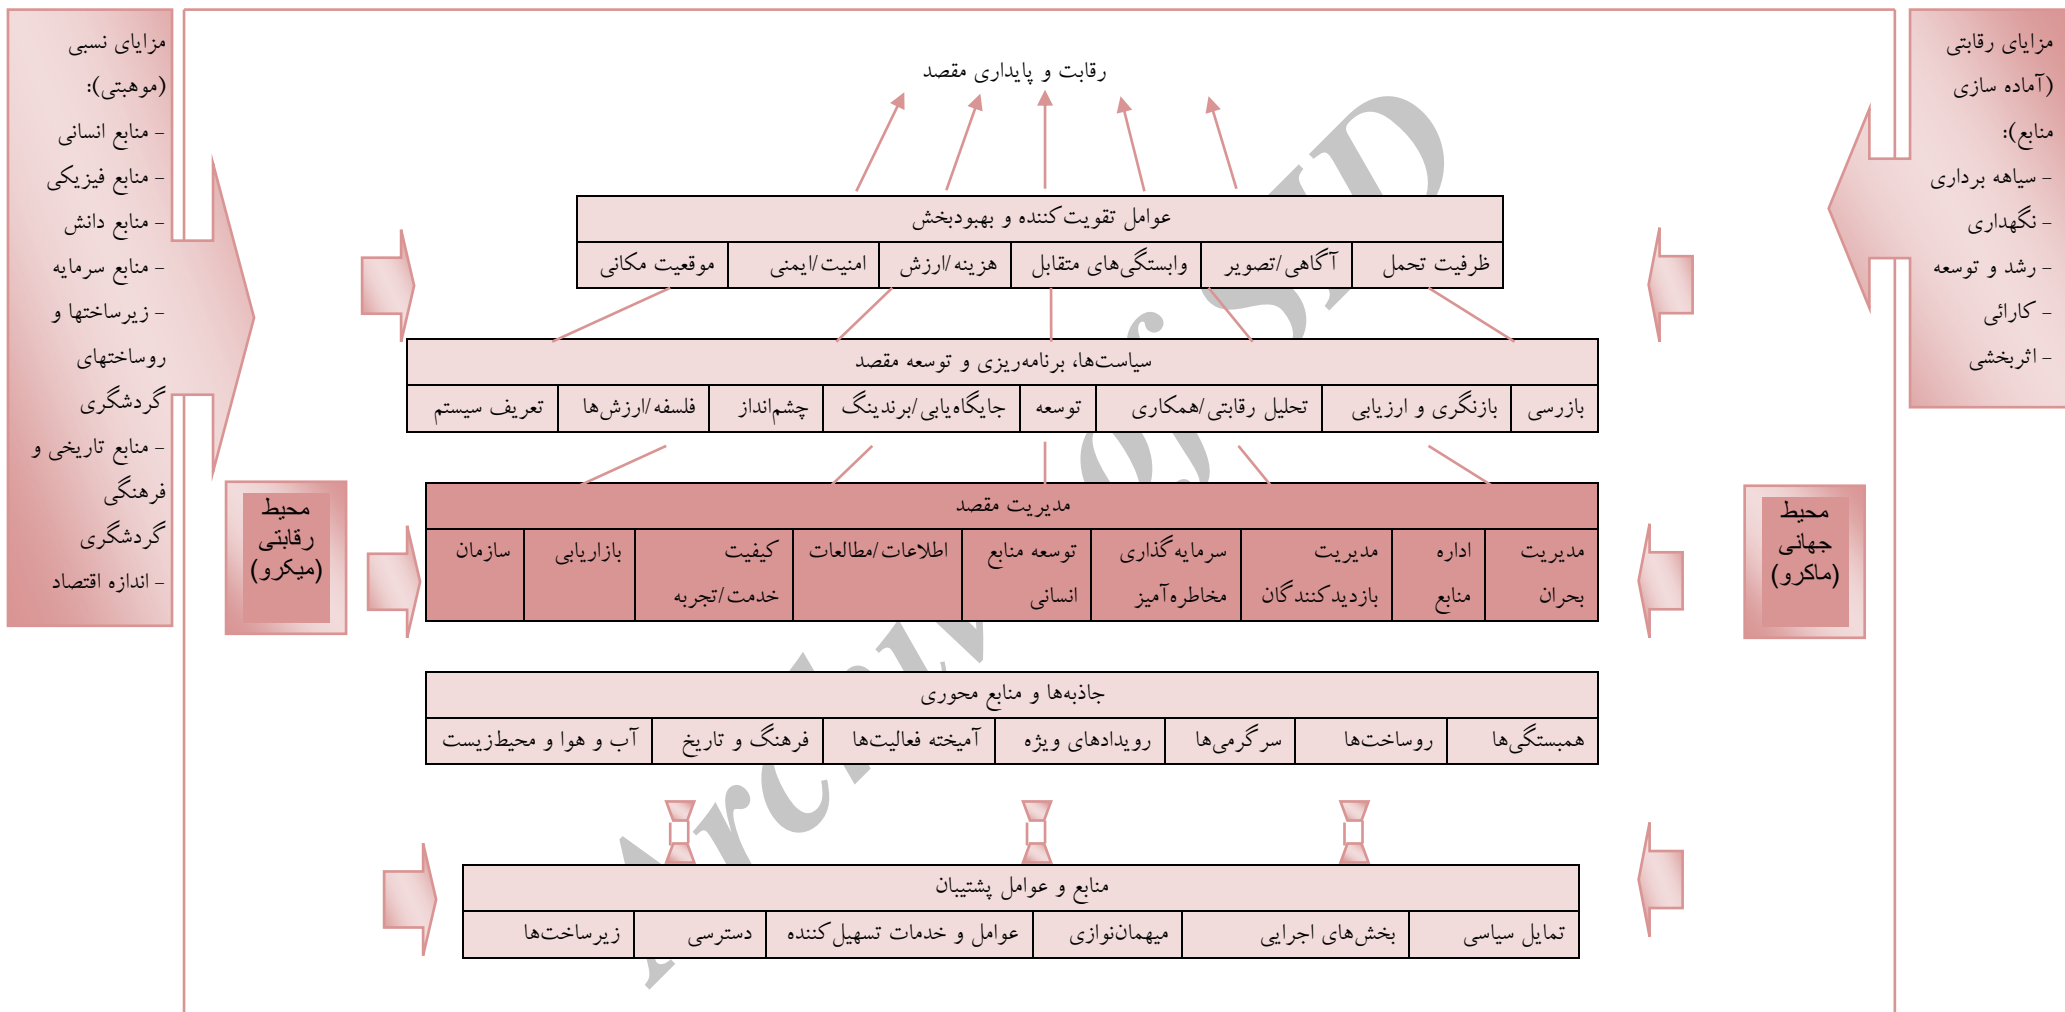 مزایای رقابتی
(آماده سازی
منابع):
- سیاهه برداری
- نگهداری
- رشد و توسعه
- کارائی
- اثربخشی
مزایای نسبی
(موهبتی):
- منابع انسانی
- منابع فیزیکی
- منابع دانش
- منابع سرمایه
- زیرساختها و
روساختهای
گردشگری
- منابع تاریخی و
فرهنگی
گردشگری
- اندازه اقتصاد
رقابت و پایداری مقصد
عوامل تقویت‌کننده و بهبودبخش
ظرفیت تحمل
آگاهی/تصویر
وابستگی‌های متقابل
هزینه/ارزش
امنیت/ایمنی
موقعیت مکانی
سیاست‌ها، برنامه‌ریزی و توسعه مقصد
بازرسی
بازنگری و ارزیابی
تحلیل رقابتی/همکاری
توسعه
جایگاه‌یابی/برندینگ
چشم‌انداز
فلسفه/ارزش‌ها
تعریف سیستم
محیط
جهانی
(ماکرو)
مدیریت مقصد
مدیریت
بحران
اداره
منابع
مدیریت
بازدیدکنندگان
سرمایه‌گذاری
مخاطره‌آمیز
توسعه منابع
انسانی
اطلاعات/مطالعات
کیفیت
خدمت/تجربه
بازاریابی
سازمان
محیط
رقابتی
(میکرو)
جاذبه‌ها و منابع محوری
همبستگی‌ها
روساخت‌ها
سرگرمی‌ها
رویدادهای ویژه
آمیخته فعالیت‌ها
فرهنگ و تاریخ
آب و هوا و محیط‌زیست
منابع و عوامل پشتیبان
تمایل سیاسی
بخش‌های اجرایی
میهمان‌نوازی
عوامل و خدمات تسهیل‌کننده
دسترسی
زیرساخت‌ها
Archive of SID